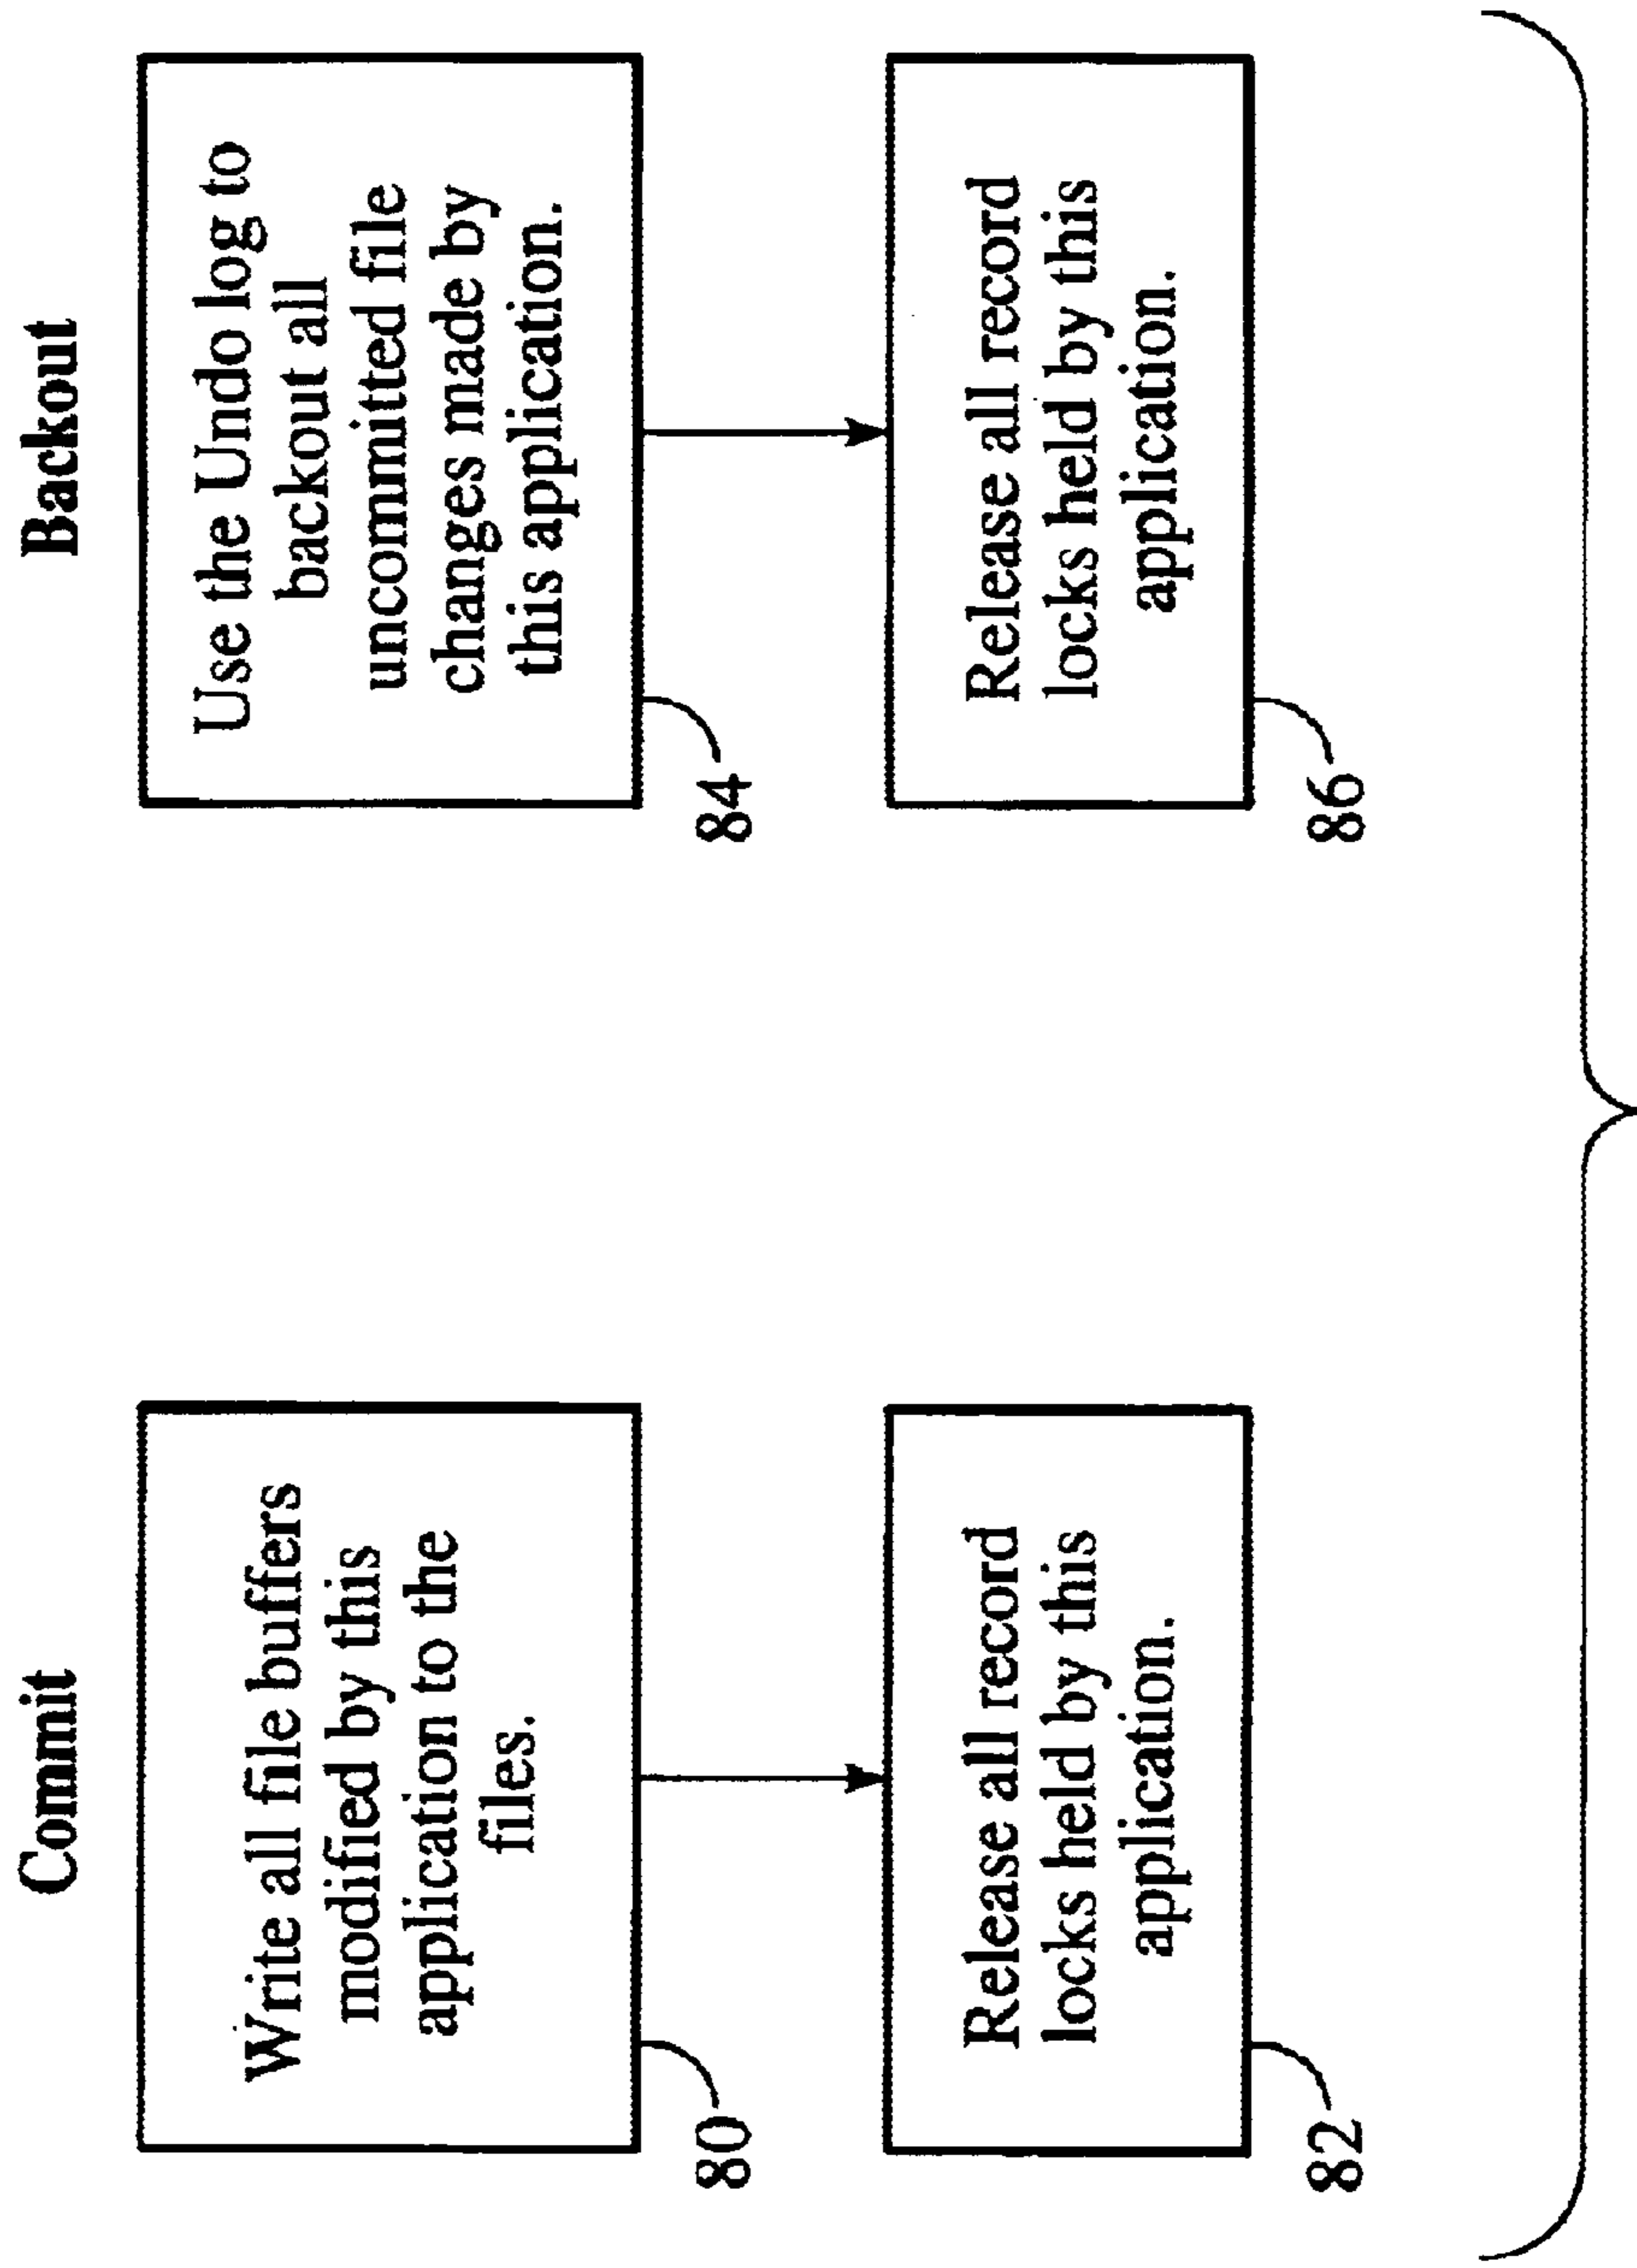 Commit
Write all file buffers
modified by this
application to the
files.
80
Release all record
locks held by this
application.
82
Backout
Use the Undo log to
backout all
uncommitted file
changes made by
this application.
84
Release all record
locks held by this
application.
86